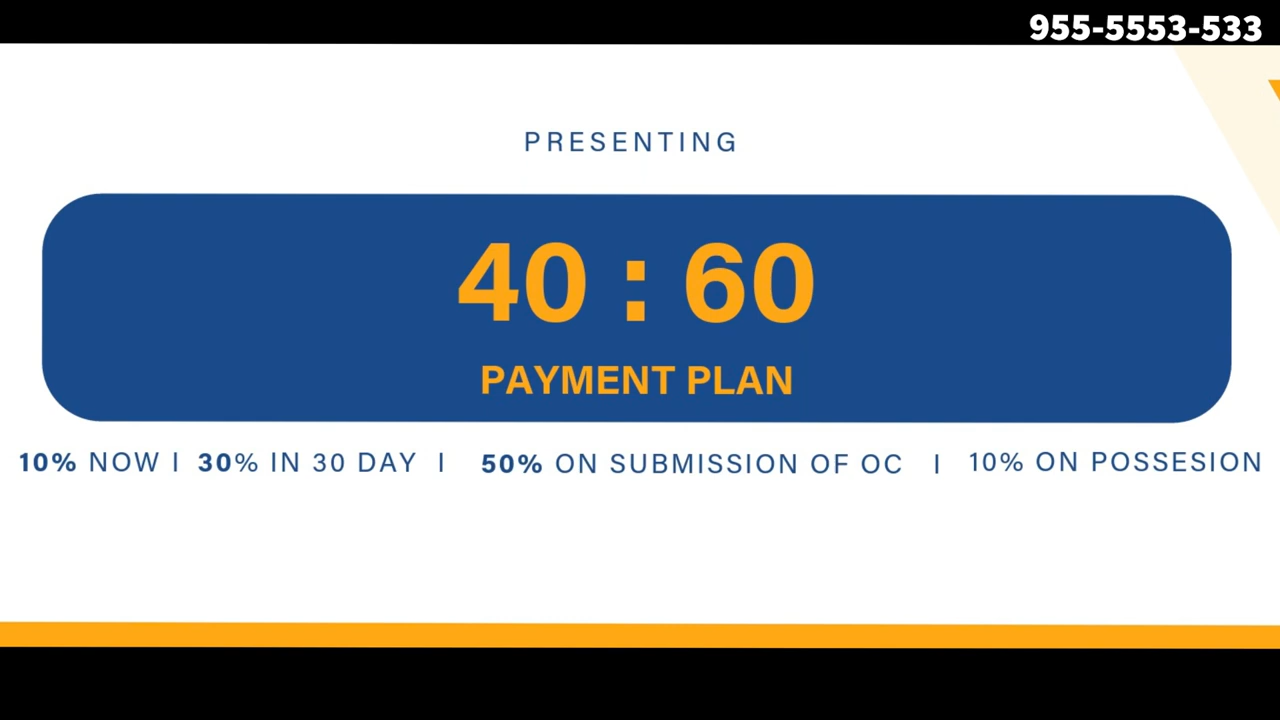 955-5553-533
PRESENTING
40 : 60
PAYMENT PLAN
10% NOW I 30% IN 30 DAY I 50% ON SUBMISSION OF OC I 10% ON POSSESION